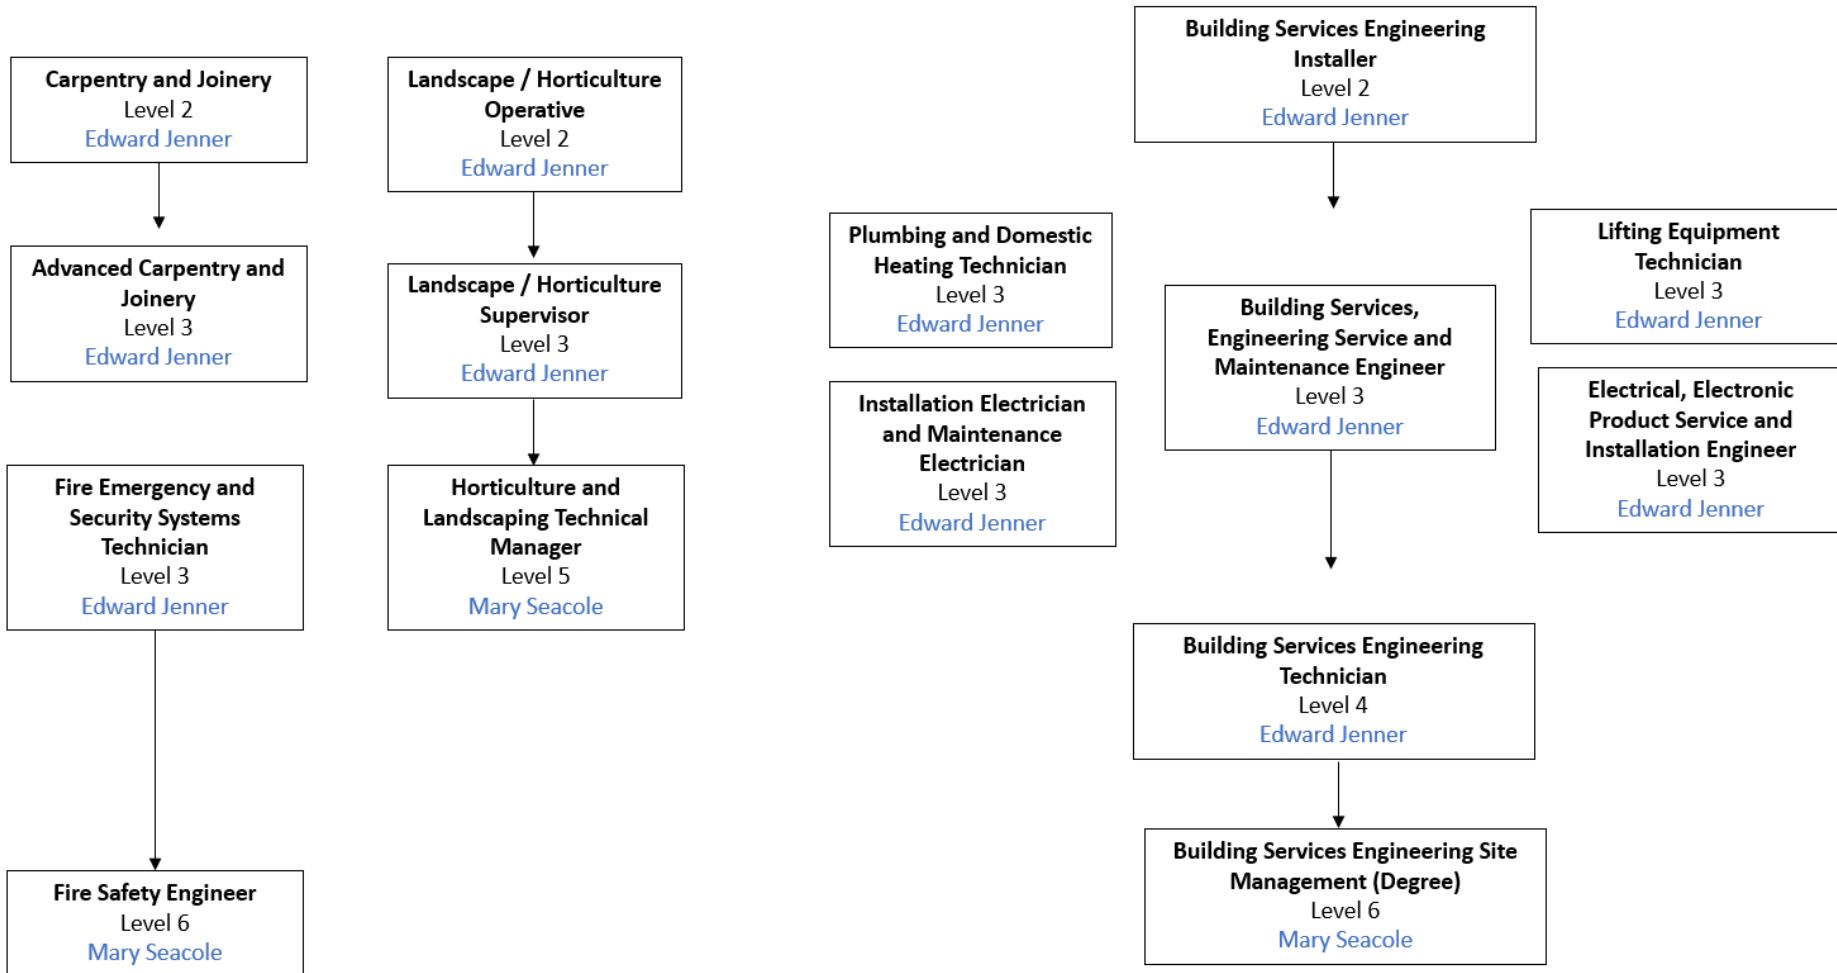 Carpentry and Joinery
Level 2
Edward Jenner
Advanced Carpentry and
Joinery
Level 3
Edward Jenner
Fire Emergency and
Security Systems
Technician
Level 3
Edward Jenner
Fire Safety Engineer
Level 6
Mary Seacole
Landscape / Horticulture
Operative
Level 2
Edward Jenner
Landscape / Horticulture
Supervisor
Level 3
Edward Jenner
Horticulture and
Landscaping Technical
Manager
Level 5
Mary Seacole
Building Services Engineering
Installer
Level 2
Edward Jenner
Plumbing and Domestic
Heating Technician
Level 3
Edward Jenner
Installation Electrician
and Maintenance
Electrician
Level 3
Edward Jenner
Building Services,
Engineering Service and
Maintenance Engineer
Level 3
Edward Jenner
Lifting Equipment
Technician
Level 3
Edward Jenner
Electrical, Electronic
Product Service and
Installation Engineer
Level 3
Edward Jenner
Building Services Engineering
Technician
Level 4
Edward Jenner
Building Services Engineering Site
Management (Degree)
Level 6
Mary Seacole